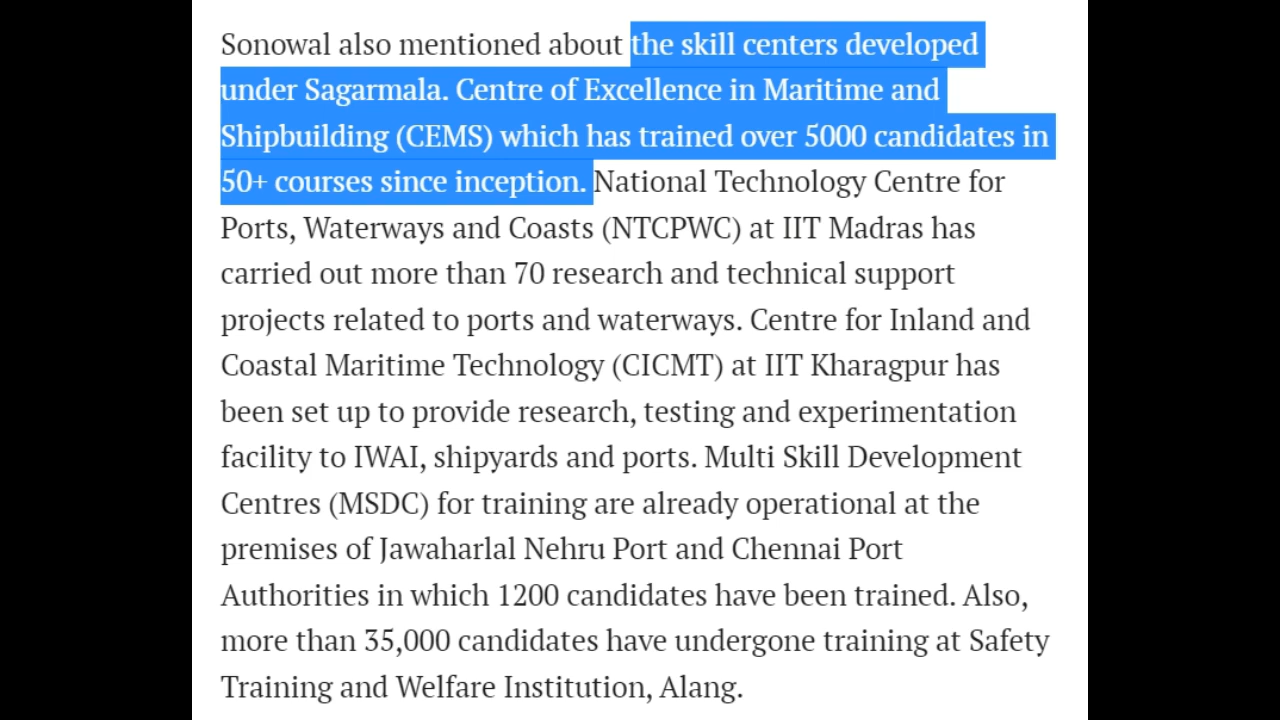 Sonowal also mentioned about the skill centers developed
under Sagarmala. Centre of Excellence in Maritime and
Shipbuilding (CEMS) which has trained over 5000 candidates in
50+ courses since inception. National Technology Centre for
Ports, Waterways and Coasts (NTCPWC) at IIT Madras has
carried out more than 70 research and technical support
projects related to ports and waterways. Centre for Inland and
Coastal Maritime Technology (CICMT) at IIT Kharagpur has
been set up to provide research, testing and experimentation
facility to IWAI, shipyards and ports. Multi Skill Development
Centres (MSDC) for training are already operational at the
premises of Jawaharlal Nehru Port and Chennai Port
Authorities in which 1200 candidates have been trained. Also,
more than 35,000 candidates have undergone training at Safety
Training and Welfare Institution, Alang.